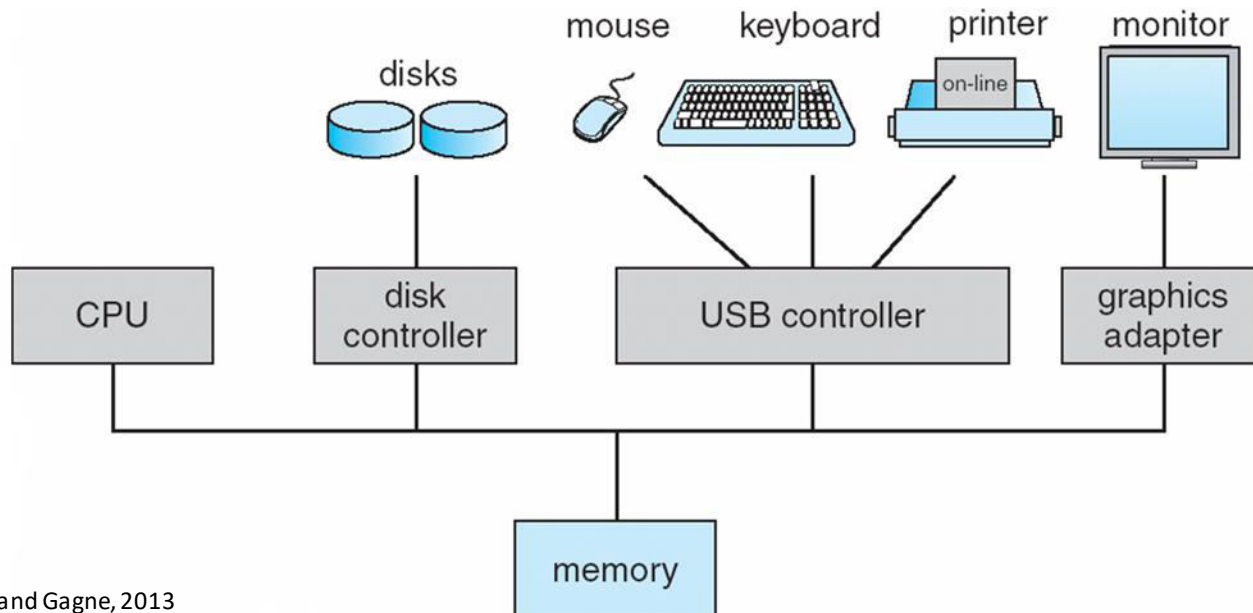 mouse
keyboard
printer
monitor
disks
on-line
CPU
disk
controller
USB controller
graphics
adapter
memory
and Gagne, 2013